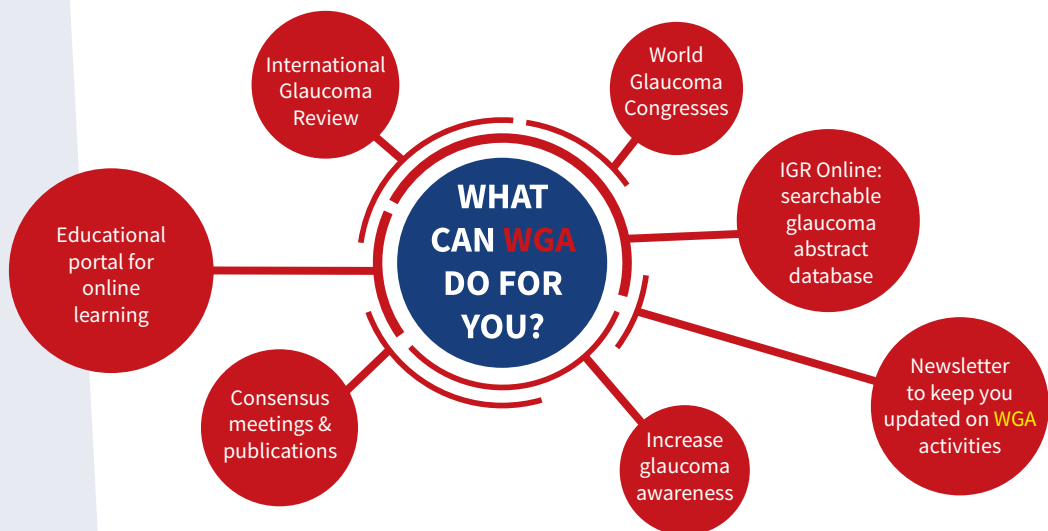 WHAT
CAN WGA
DO FOR
YOU?
International
Glaucoma
Review
World
Glaucoma
Congresses
IGR Online:
searchable
glaucoma
abstract
database
Newsletter
to keep you
updated on WGA
activities
Increase
glaucoma
awareness
Consensus
meetings &
publications
Educational
portal for
online
learning